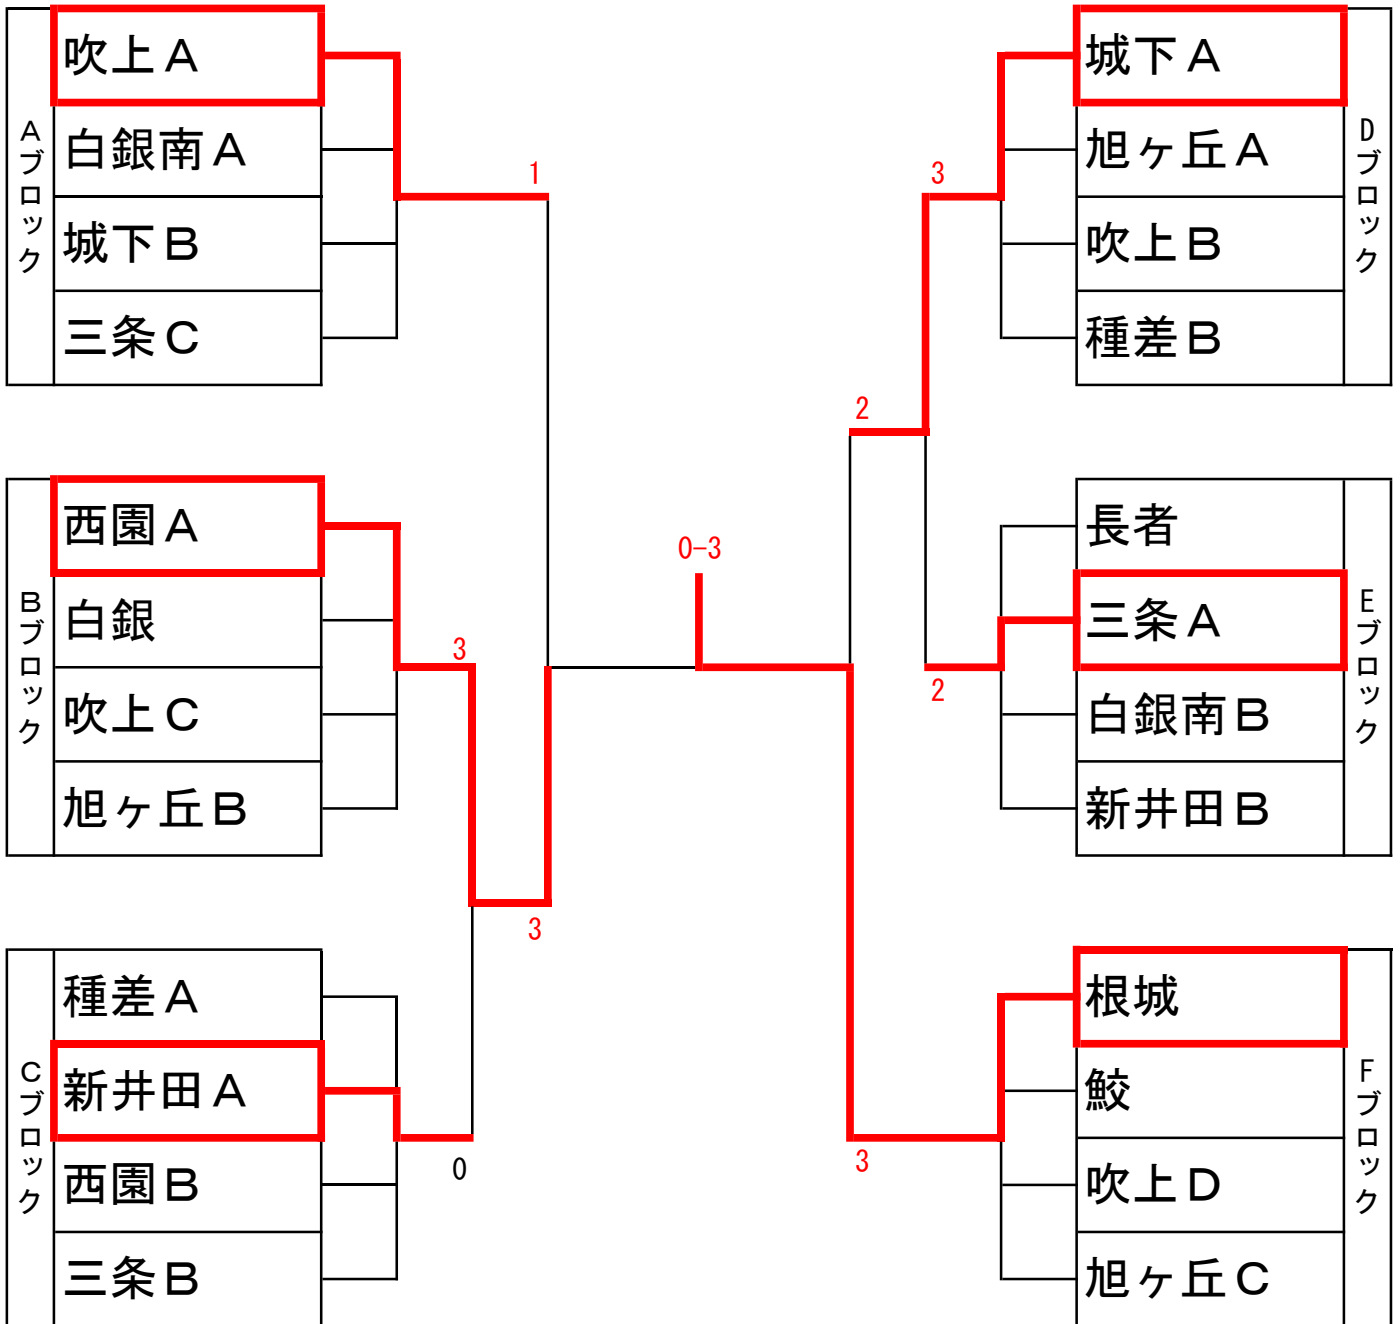 Aブロック
吹上A
白銀南A
城下B
三条C
Bブロック
西園A
白銀
吹上C
旭ヶ丘B
Cブロック
種差A
新井田A
西園B
三条B
1
3
3
0
0-3
3
2
2
3
城下A
旭ヶ丘A
吹上B
種差B
Dブロック
長者
三条A
白銀南B
新井田B
Eブロック
根城
鮫
吹上D
旭ヶ丘C
Fブロック